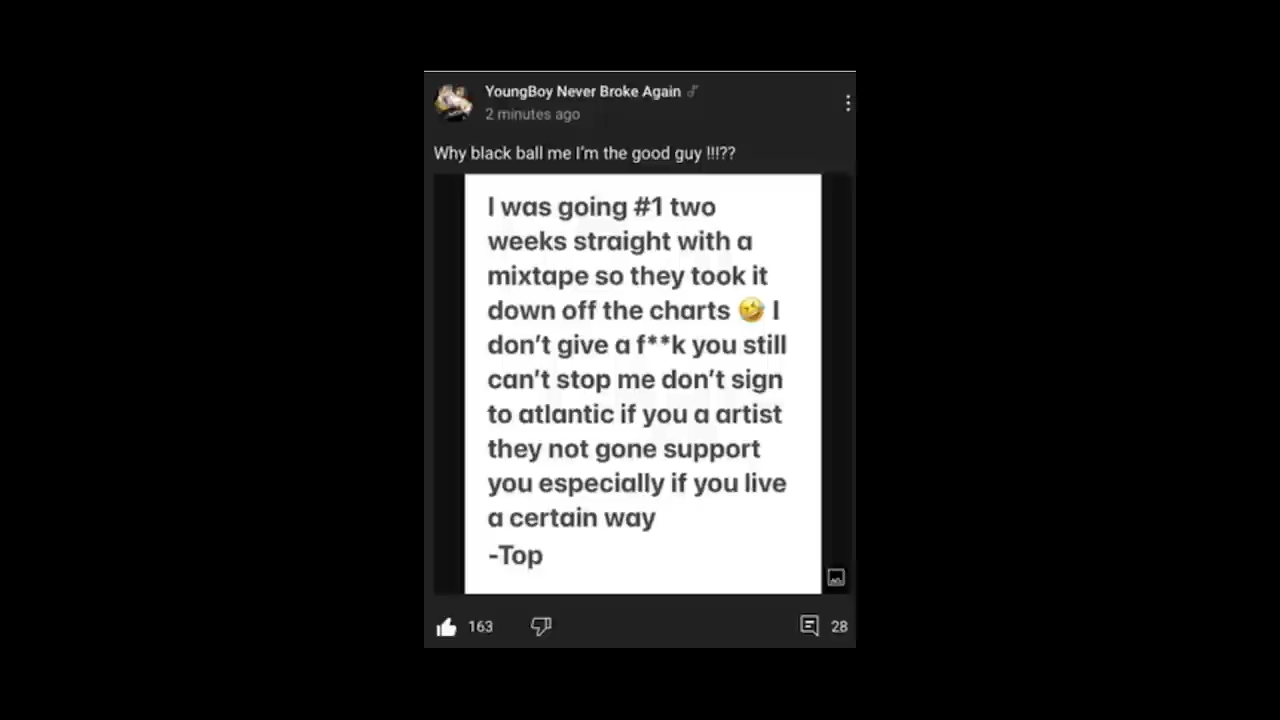 YoungBoy Never Broke Again
2 minutes ago
Why black ball me I'm the good guy !!!??
I was going #1 two
weeks straight with a
mixtape so they took it
down off the charts 🤣 I
don't give a f**k you still
can't stop me don't sign
to atlantic if you a artist
they not gone support
you especially if you live
a certain way
-Top
163
28